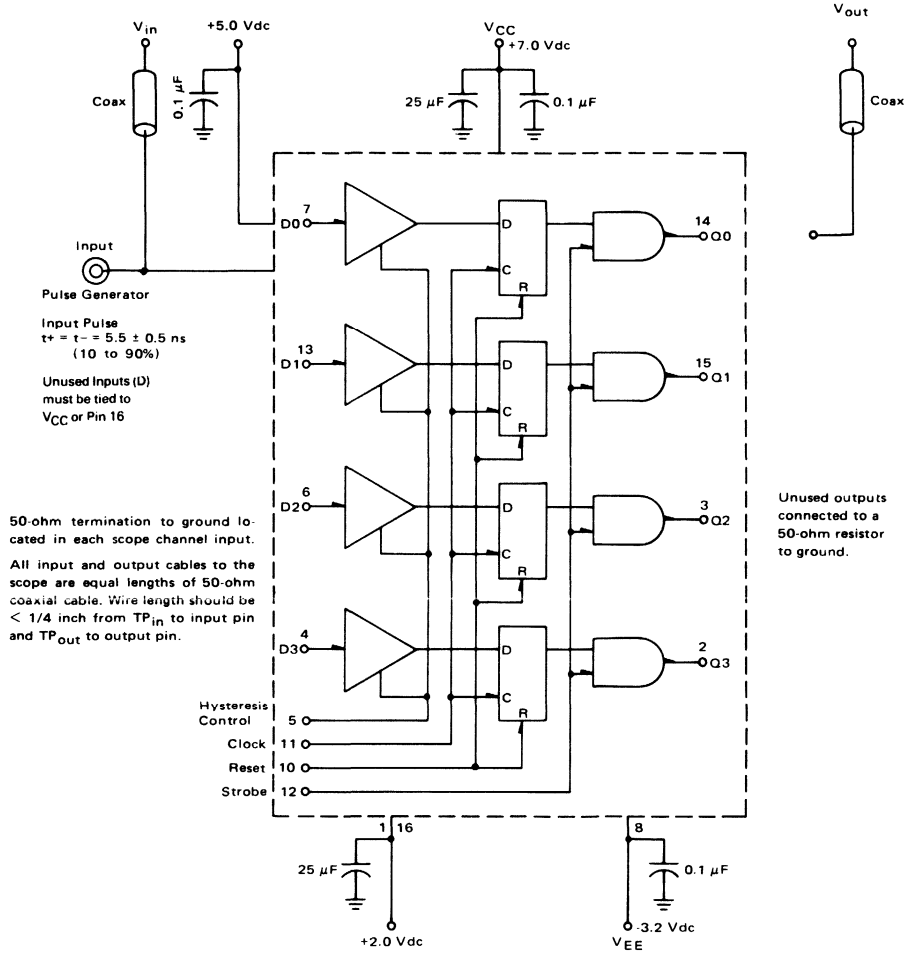 Vin
+5.0 Vdc
VCC
+7.0 Vdc
Vout
Coax
0.1 μF
25 μF
0.1 μF
Coax
7
D0
D
C
R
14
Q0
Input
Pulse Generator
Input Pulse
t+ = t- = 5.5 ± 0.5 ns
(10 to 90%)
Unused Inputs (D)
must be tied to
VCC or Pin 16
13
D1
D
C
R
15
Q1
6
D2
D
C
R
3
Q2
50-ohm termination to ground lo-
cated in each scope channel input.
All input and output cables to the
scope are equal lengths of 50-ohm
coaxial cable. Wire length should be
< 1/4 inch from TPin to input pin
and TPout to output pin.
Unused outputs
connected to a
50-ohm resistor
to ground.
4
D3
D
C
R
2
Q3
Hysteresis
Control 5
Clock 11
Reset 10
Strobe 12
1 16
8
25 μF
0.1 μF
+2.0 Vdc
-3.2 Vdc
VEE